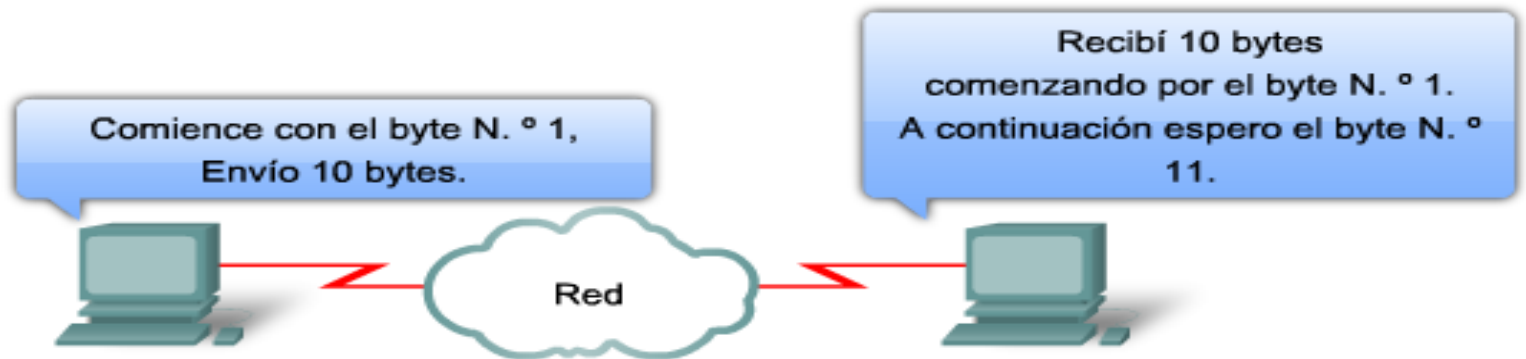 Comience con el byte N. º 1,
Envío 10 bytes.
Recibí 10 bytes
comenzando por el byte N. º 1.
A continuación espero el byte N. º
11.
Red